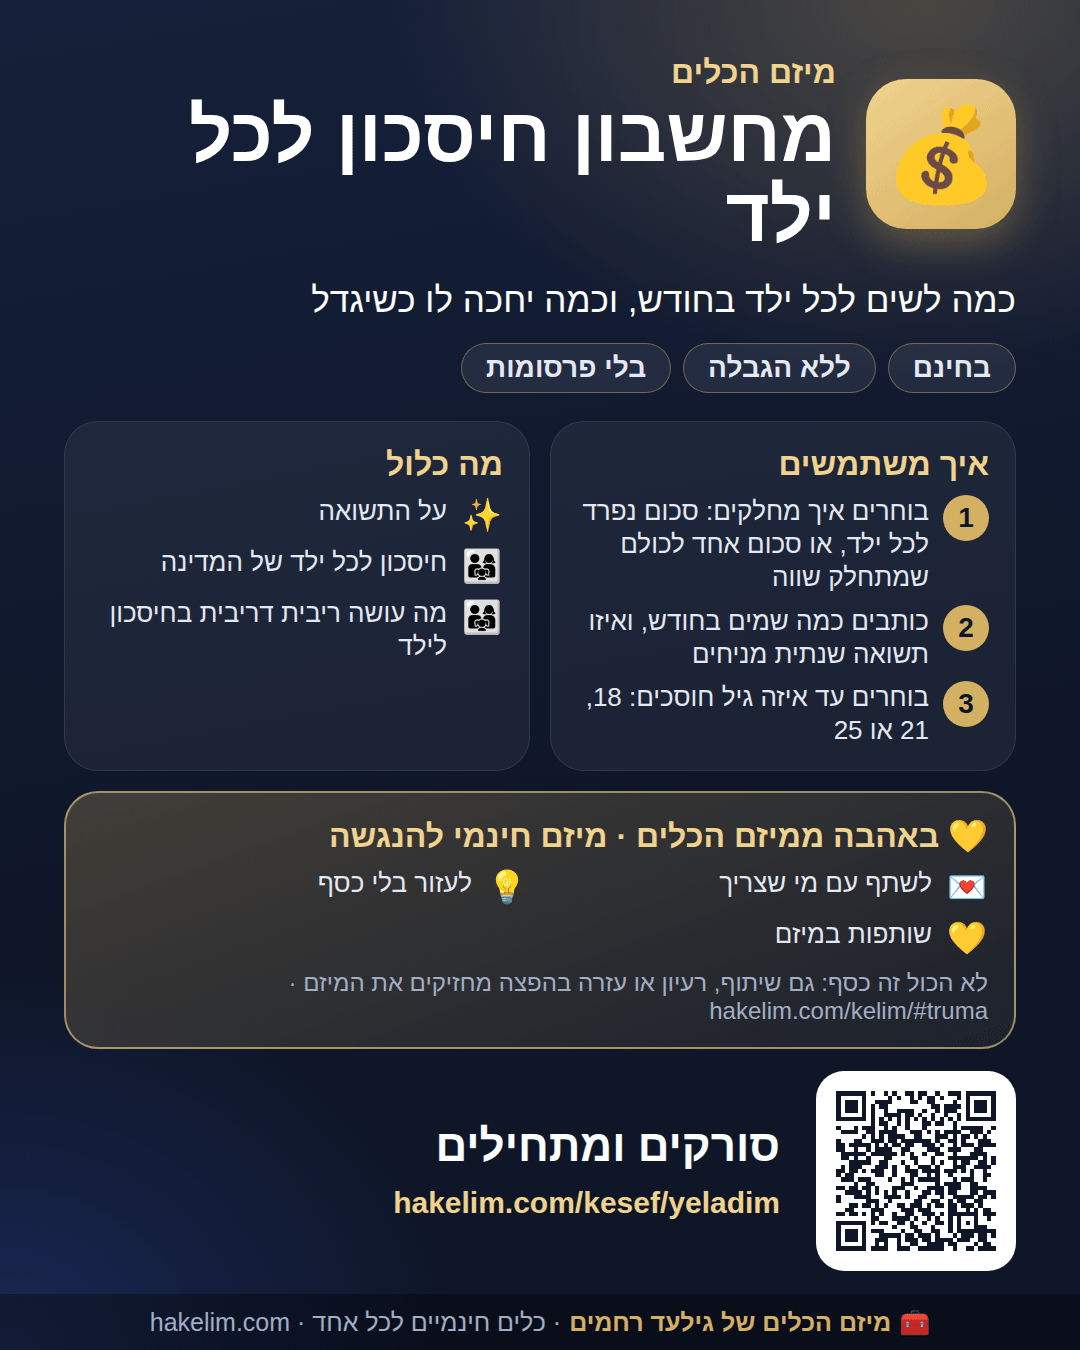 מיזם הכלים
מחשבון חיסכון לכל
ילד
כמה לשים לכל ילד בחודש, וכמה יחכה לו כשיגדל
בחינם
ללא הגבלה
בלי פרסומות
איך משתמשים
1 בוחרים איך מחלקים: סכום נפרד
לכל ילד, או סכום אחד לכולם
שמתחלק שווה
2 כותבים כמה שמים בחודש, ואיזו
תשואה שנתית מניחים
3 בוחרים עד איזה גיל חוסכים: 18,
21 או 25
מה כלול
✨ על התשואה
חיסכון לכל ילד של המדינה
מה עושה ריבית דריבית בחיסכון
לילד
💛 באהבה ממיזם הכלים · מיזם חינמי להנגשה
💌 לשתף עם מי שצריך
💡 לעזור בלי כסף
💛 שותפות במיזם
לא הכול זה כסף: גם שיתוף, רעיון או עזרה בהפצה מחזיקים את המיזם ·
hakelim.com/kelim/#truma
סורקים ומתחילים
hakelim.com/kesef/yeladim
🧰 מיזם הכלים של גילעד רחמים · כלים חינמיים לכל אחד · hakelim.com